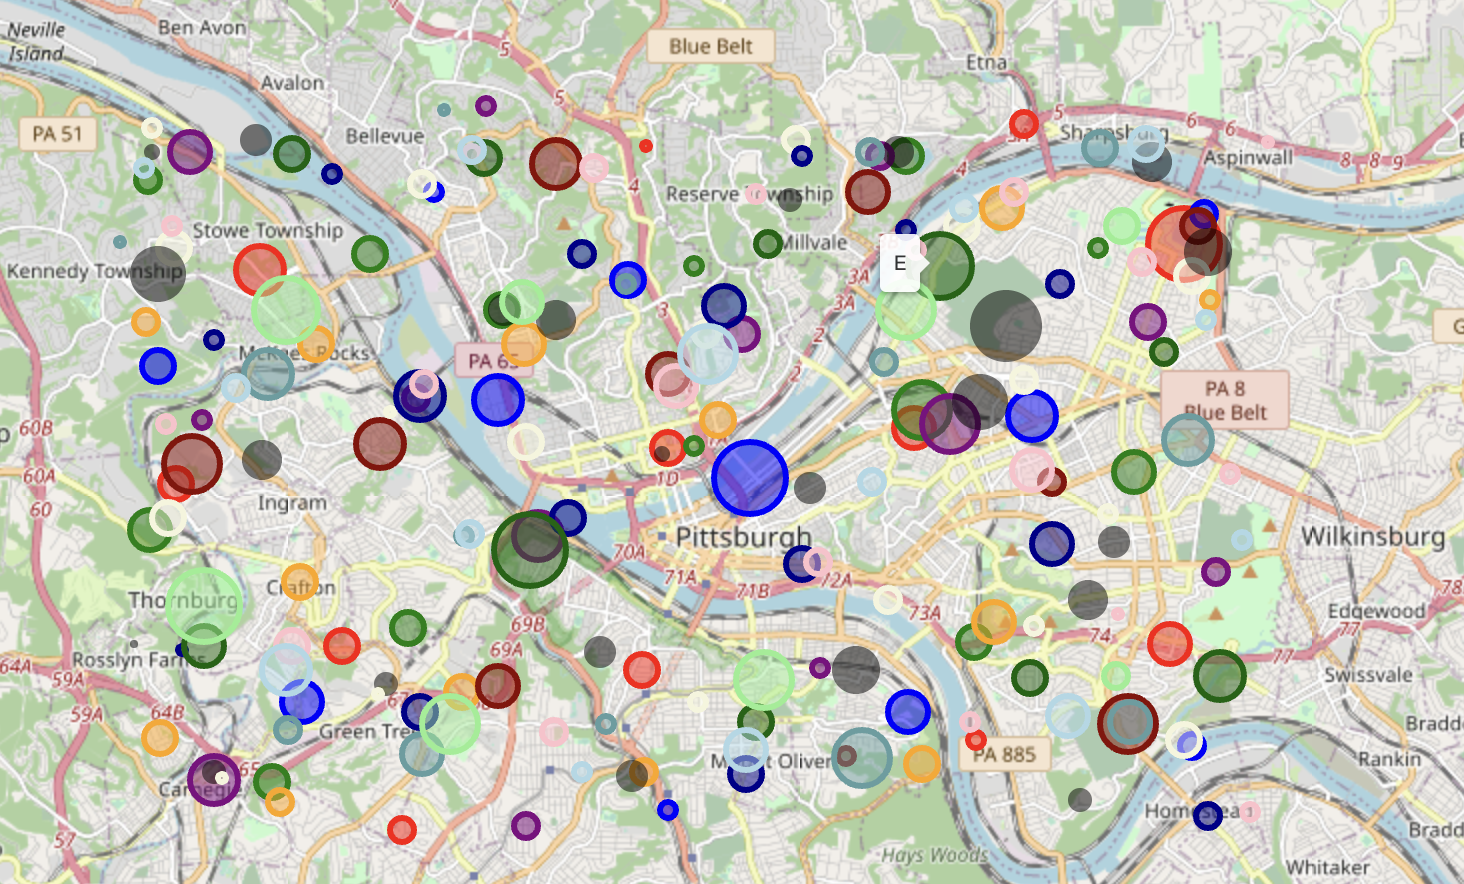 Neville
Island
Ben Avon
Avalon
Blue Belt
5
Etna
5
PA 51
Bellevue
5
6
6
Sharpsburg
Aspinwall
8
8
9
4
4
Reserve Township
Stowe Township
Millvale
Kennedy Township
E
3A
3A
3
2
McKees Rocks
PA 65
2
PA 8
Blue Belt
60B
60A
1D
60
Ingram
Pittsburgh
Wilkinsburg
70A
71A
71B
72A
73A
Crafton
Thornburg
Edgewood
69B
74
77
77
69A
64A
Rosslyn Farms
59A
Swissvale
59A
64B
Green Tree
PA 885
Mount Oliver
Rankin
65
Carnegie
Homestead
57
Hays Woods
Whitaker